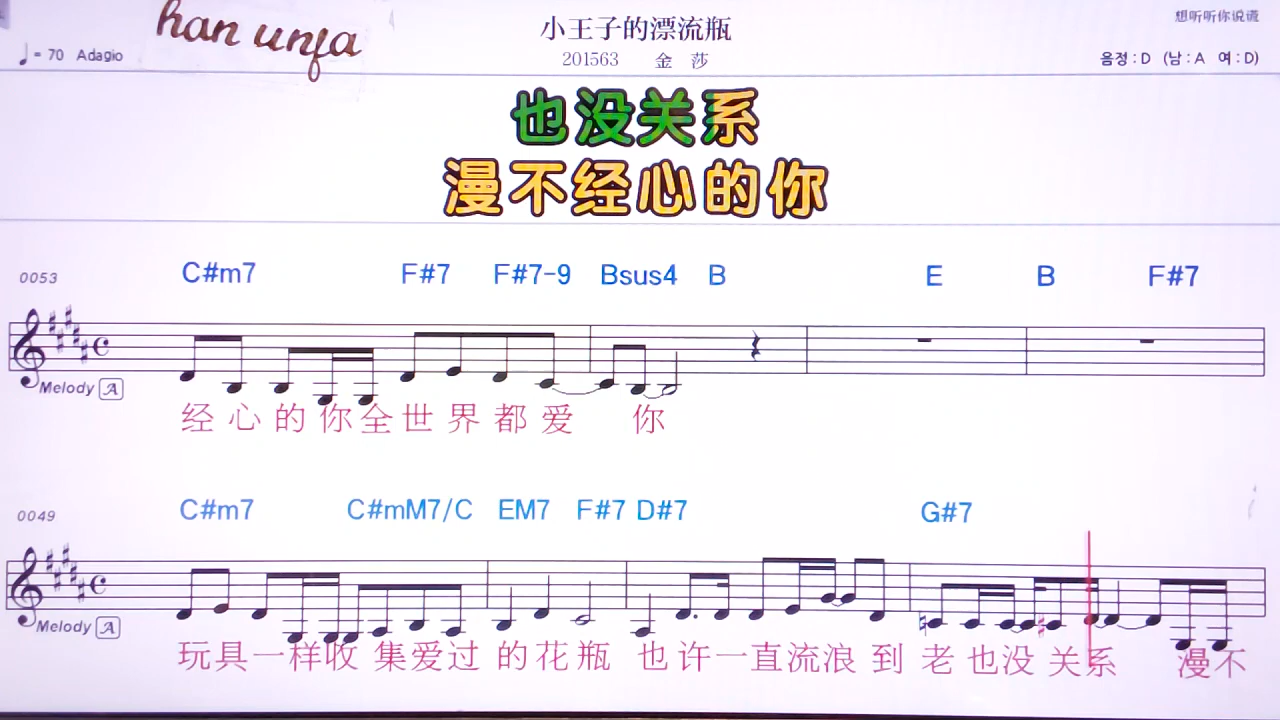 han unfa
想听听你说谎
小王子的漂流瓶
♩= 70 Adagio
201563 金 莎
음정 : D (남 : A 여 : D)
也没关系
漫不经心的你
0053
C#m7 F#7 F#7-9 Bsus4 B E B F#7
Melody A
经心的你全世界都爱 你
0049
C#m7 C#mM7/C EM7 F#7 D#7 G#7
Melody A
玩具一样收集爱过的花瓶也许一直流浪到老也没关系 漫不